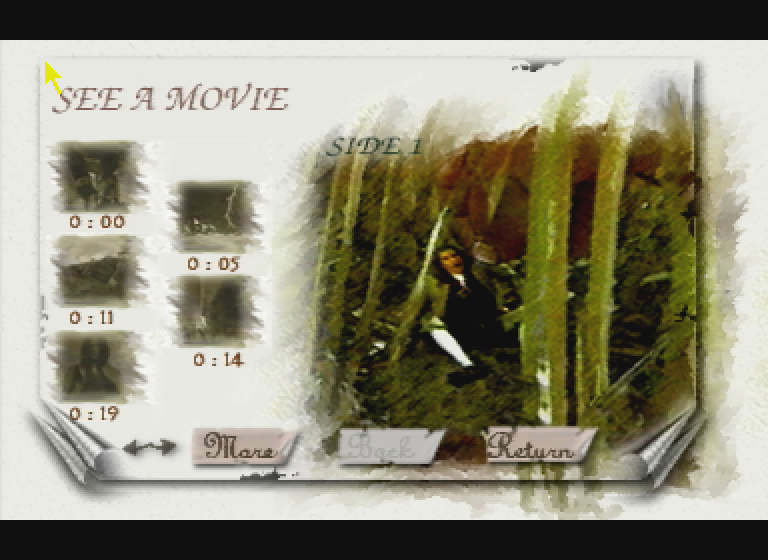 SEE A MOVIE
SIDE 1
0 : 00
0 : 05
0 : 11
0 : 14
0 : 19
More
Back
Return